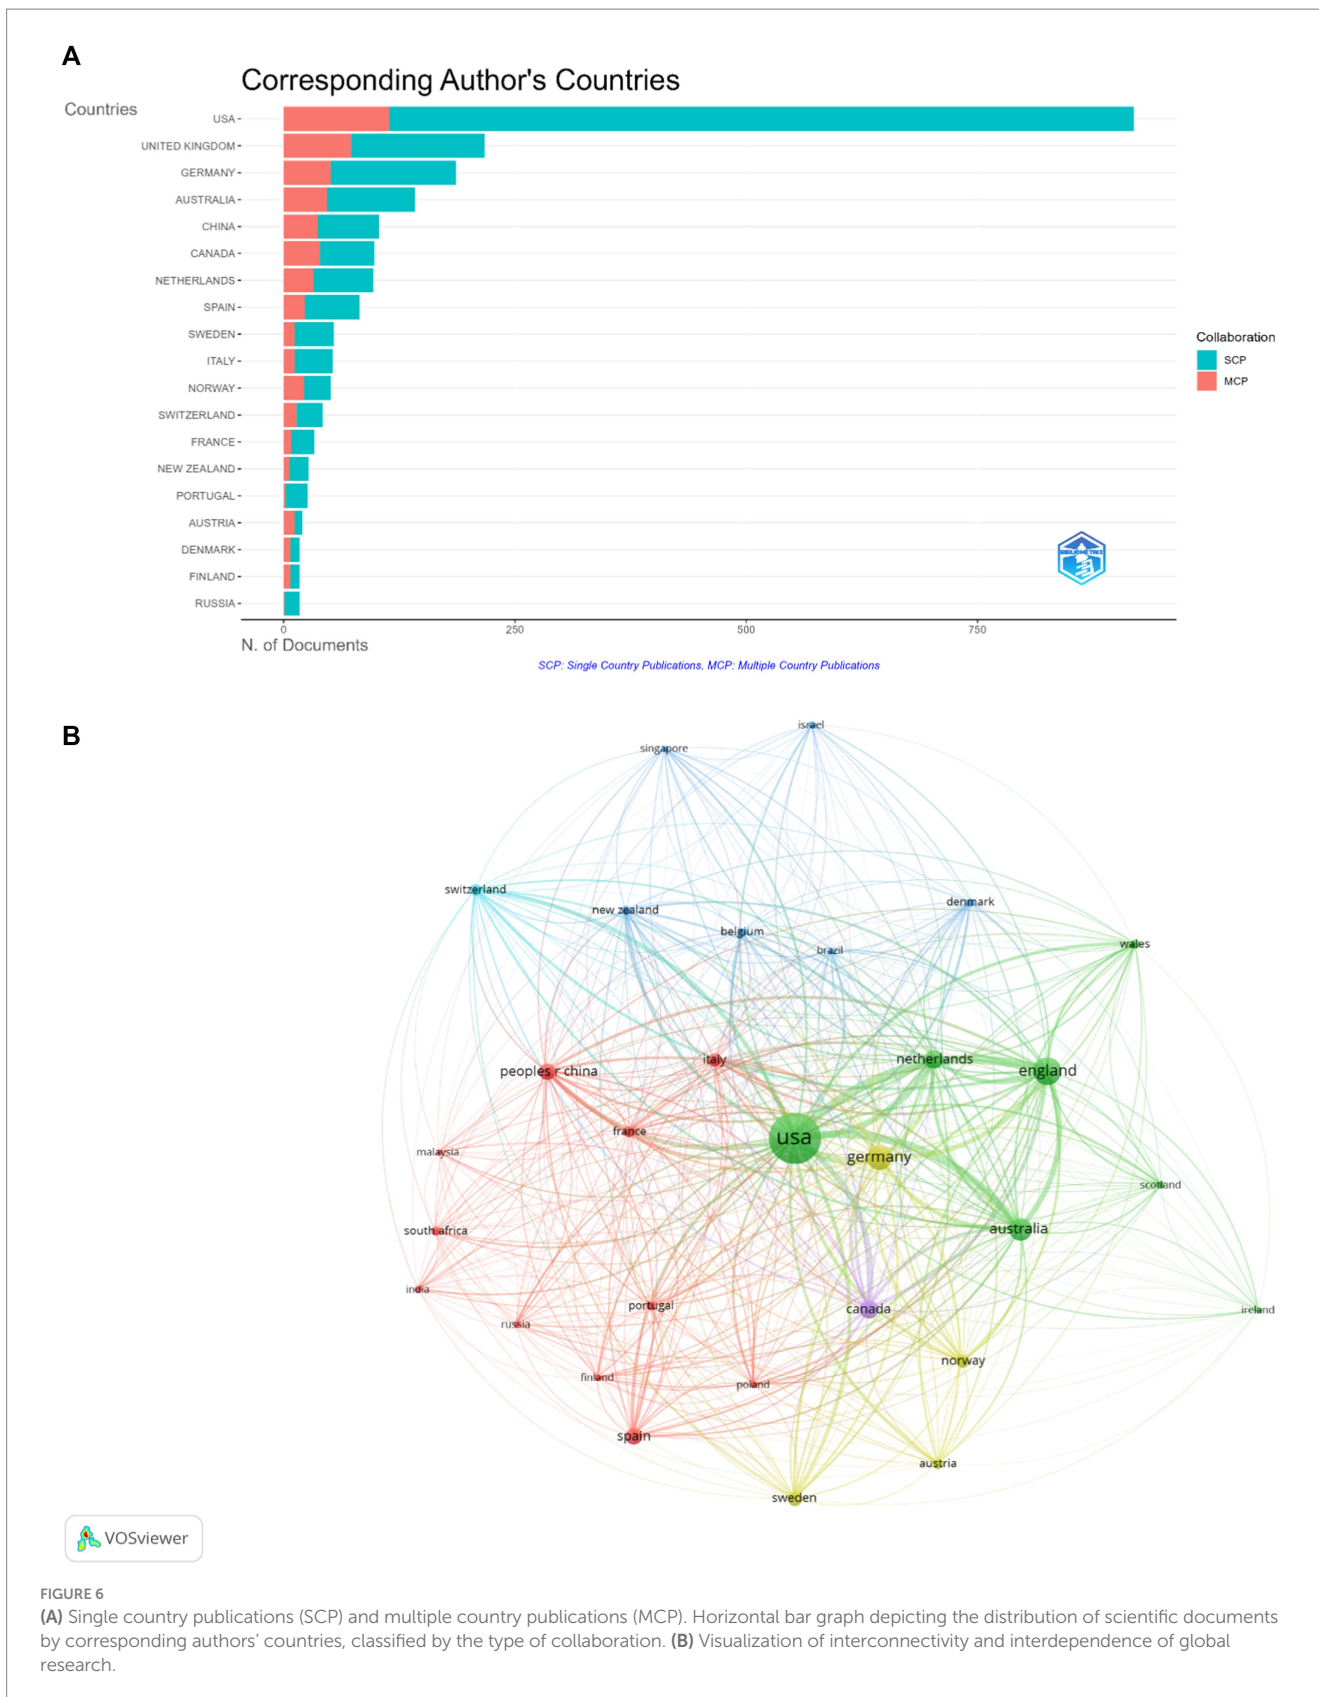 A
Corresponding Author's Countries
Countries
USA
UNITED KINGDOM
GERMANY
AUSTRALIA
CHINA
CANADA
NETHERLANDS
SPAIN
SWEDEN
ITALY
NORWAY
SWITZERLAND
FRANCE
NEW ZEALAND
PORTUGAL
AUSTRIA
DENMARK
FINLAND
RUSSIA
Collaboration
SCP
MCP
BIBLIOMETRIX
0 250 500 750
N. of Documents
SCP: Single Country Publications, MCP: Multiple Country Publications
B
israel
singapore
switzerland
new zealand
denmark
belgium
brazil
wales
italy
netherlands
peoples r china
england
france
usa
germany
malaysia
scotland
south africa
australia
india
portugal
canada
ireland
russia
norway
finland
poland
spain
austria
sweden
VOSviewer
FIGURE 6
(A) Single country publications (SCP) and multiple country publications (MCP). Horizontal bar graph depicting the distribution of scientific documents
by corresponding authors’ countries, classified by the type of collaboration. (B) Visualization of interconnectivity and interdependence of global
research.